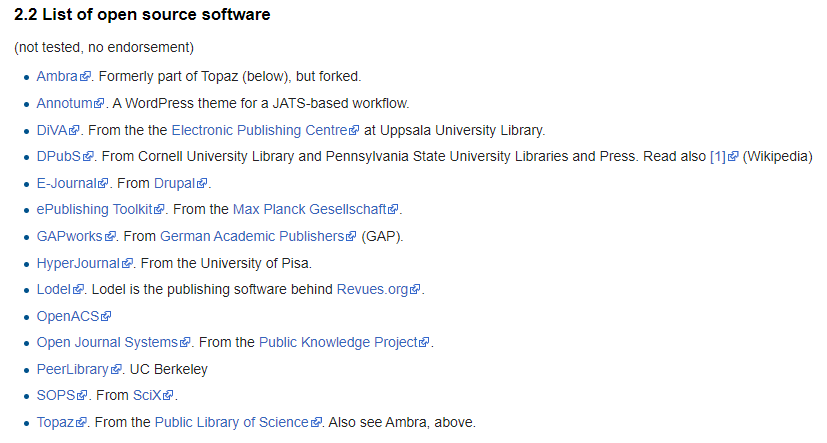 2.2 List of open source software
(not tested, no endorsement)
Ambra. Formerly part of Topaz (below), but forked.
Annotum. A WordPress theme for a JATS-based workflow.
DiVA. From the the Electronic Publishing Centre at Uppsala University Library.
DPubS. From Cornell University Library and Pennsylvania State University Libraries and Press. Read also [1] (Wikipedia)
E-Journal. From Drupal.
ePublishing Toolkit. From the Max Planck Gesellschaft.
GAPworks. From German Academic Publishers (GAP).
HyperJournal. From the University of Pisa.
Lodel. Lodel is the publishing software behind Revues.org.
OpenACS
Open Journal Systems. From the Public Knowledge Project.
PeerLibrary. UC Berkeley
SOPS. From SciX.
Topaz. From the Public Library of Science. Also see Ambra, above.